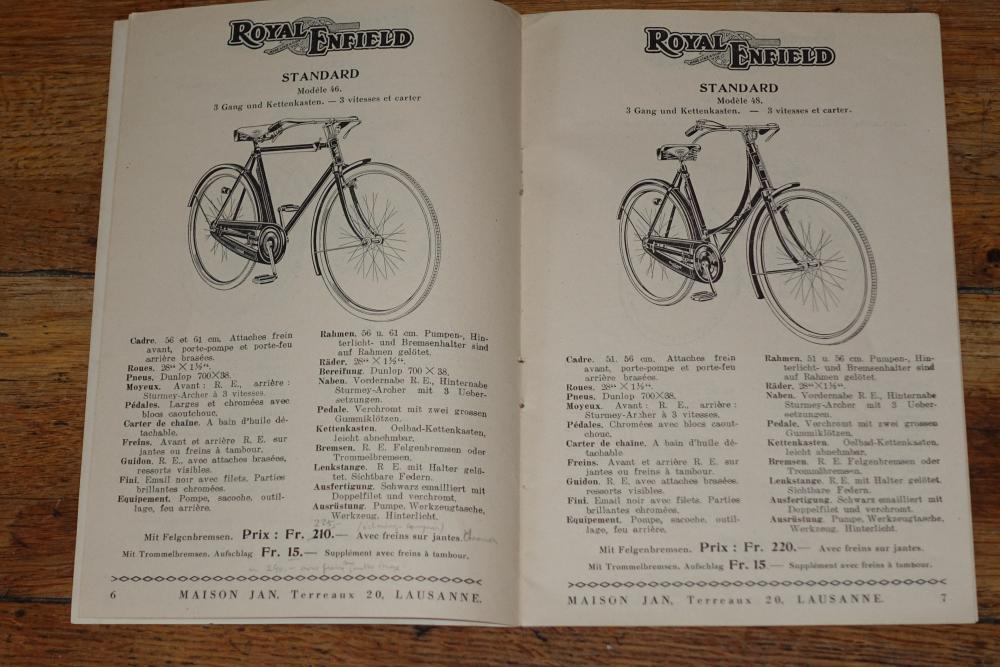 ROYAL ENFIELD
STANDARD
Modèle 46.
3 Gang und Kettenkasten. — 3 vitesses et carter
Cadre. 56 et 61 cm. Attaches frein
avant, porte-pompe et porte-feu
arrière brasées.
Roues. 28“ × 1½“.
Pneus. Dunlop 700×38.
Moyeux. Avant: R. E., arrière:
Sturmey-Archer à 3 vitesses.
Pédales. Larges et chromées avec
blocs caoutchouc.
Carter de chaîne. A bain d'huile dé-
tachable.
Freins. Avant et arrière R. E. sur
jantes ou freins à tambour.
Guidon. R. E., avec attaches brasées,
ressorts visibles.
Fini. Email noir avec filets. Parties
brillantes chromées.
Equipement. Pompe, sacoche, outil-
lage, feu arrière.
Rahmen. 56 u. 61 cm. Pumpen-, Hin-
terlicht- und Bremsenhalter sind
auf Rahmen gelötet.
Räder. 28“ × 1½“.
Bereifung. Dunlop 700 × 38.
Naben. Vordernabe R. E., Hinternabe
Sturmey-Archer mit 3 Ueber-
setzungen.
Pedale. Verchromt mit zwei grossen
Gummiklötzen.
Kettenkasten. Oelbad-Kettenkasten,
leicht abnehmbar.
Bremsen. R. E. Felgenbremsen oder
Trommelbremsen.
Lenkstange. R. E. mit Halter gelö-
tet. Sichtbare Federn.
Ausfertigung. Schwarz emailliert mit
Doppelfilet und verchromt.
Ausrüstung. Pumpe, Werkzeugtasche,
Werkzeug. Hinterlicht.
225.-
Mit Felgenbremsen. Prix : Fr. 210.— Avec freins sur jantes.
Mit Trommelbremsen. Aufschlag Fr. 15.— Supplément avec freins à tambour.
240.-
6 MAISON JAN, Terreaux 20, LAUSANNE.
ROYAL ENFIELD
STANDARD
Modèle 48.
3 Gang und Kettenkasten. — 3 vitesses et carter.
Cadre. 51, 56 cm. Attaches frein
avant, porte-pompe et porte-feu
arrière brasées.
Roues. 28“ × 1½“.
Pneus. Dunlop 700×38.
Moyeux. Avant: R. E., arrière:
Sturmey-Archer à 3 vitesses.
Pédales. Chromées avec blocs caout-
chouc.
Carter de chaîne. A bain d'huile dé-
tachable
Freins. Avant et arrière R. E. sur
jantes ou freins à tambour.
Guidon. R. E., avec attaches brasées,
ressorts visibles.
Fini. Email noir avec filets. Parties
brillantes chromées.
Equipement. Pompe, sacoche, outil-
lage, feu arrière.
Rahmen. 51 u. 56 cm. Pumpen-, Hin-
terlicht- und Bremsenhalter sind
auf Rahmen gelötet.
Räder. 28“×1½“.
Naben. Vordernabe R. E., Hinternabe
Sturmey-Archer mit 3 Ueber-
setzungen.
Pedale. Verchromt mit zwei grossen
Gummiklötzen.
Kettenkasten. Oelbad-Kettenkasten,
leicht abnehmbar.
Bremsen. R. E. Felgenbremsen oder
Trommelbremsen.
Lenkstange. R. E. mit Halter gelötet.
Sichtbare Federn.
Ausfertigung. Schwarz emailliert mit
Doppelfilet und verchromt.
Ausrüstung. Pumpe, Werkzeugtasche,
Werkzeug. Hinterlicht.
Mit Felgenbremsen. Prix : Fr. 220.— Avec freins sur jantes.
Mit Trommelbremsen. Aufschlag Fr. 15.— Supplément avec freins à tambour.
MAISON JAN, Terreaux 20, LAUSANNE. 7